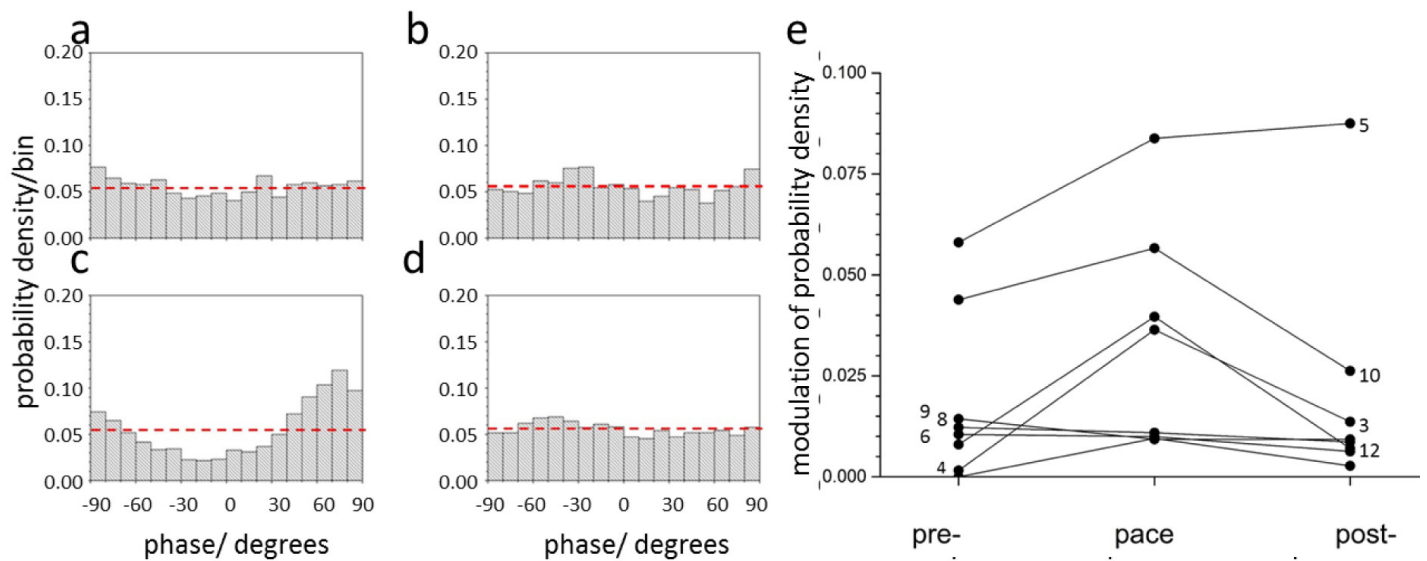 a
0.20
0.15
0.10
0.05
0.00
b
0.20
0.15
0.10
0.05
0.00
c
0.20
0.15
0.10
0.05
0.00
-90 -60 -30 0 30 60 90
phase/ degrees
d
0.20
0.15
0.10
0.05
0.00
-90 -60 -30 0 30 60 90
phase/ degrees
probability density/bin
e
modulation of probability density
0.100
0.075
0.050
0.025
0.000
9
8
6
4
5
10
3
12
pre- pace post-